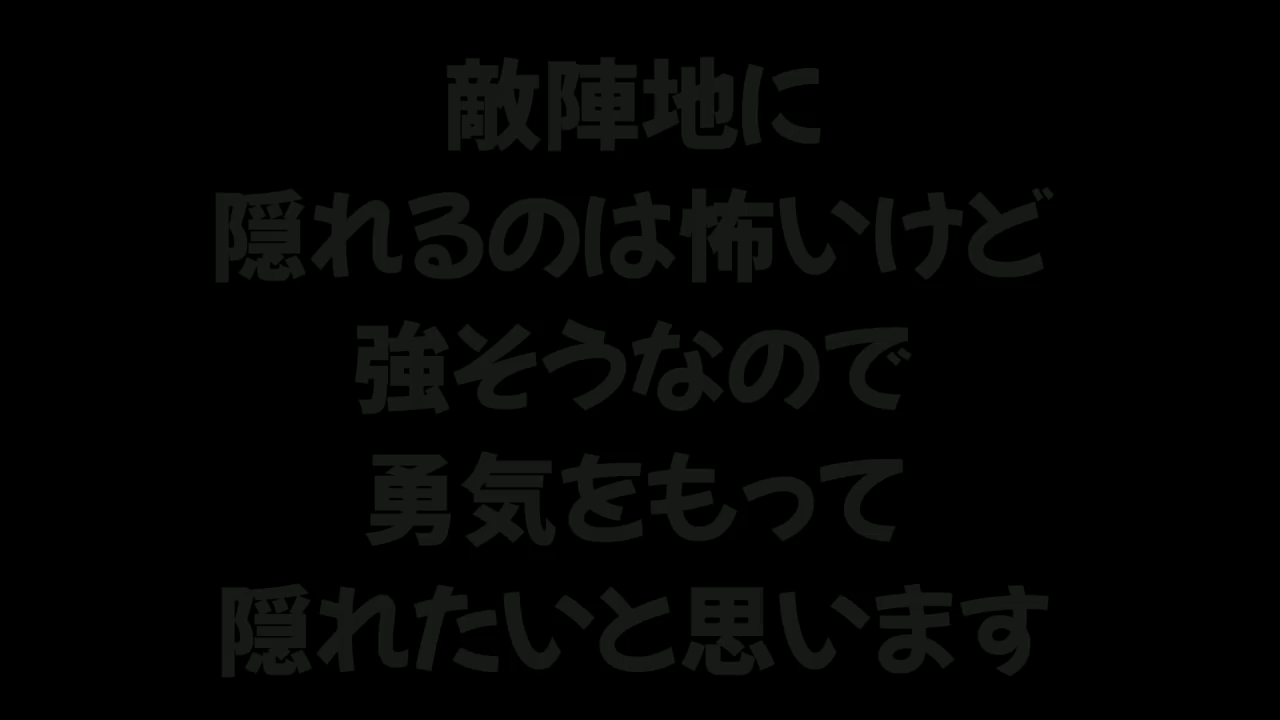 敵陣地に
隠れるのは怖いけど
強そうなので
勇気をもって
隠れたいと思います